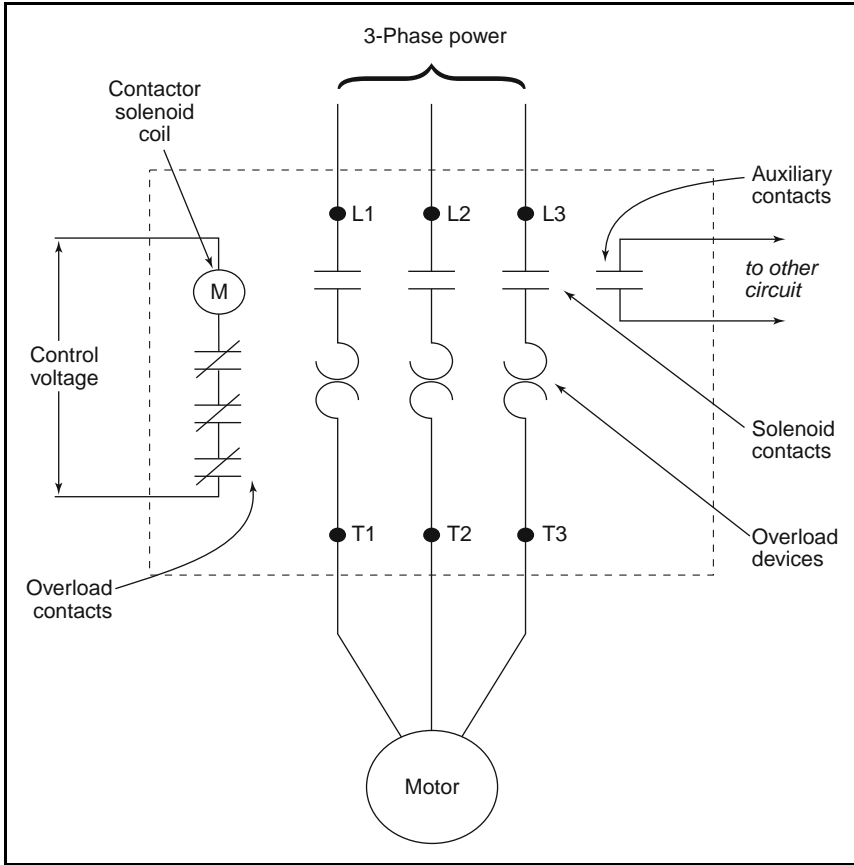 3-Phase power
Contactor
solenoid
coil
Auxiliary
contacts
L1
L2
L3
to other
circuit
M
Control
voltage
Solenoid
contacts
T1
T2
T3
Overload
devices
Overload
contacts
Motor